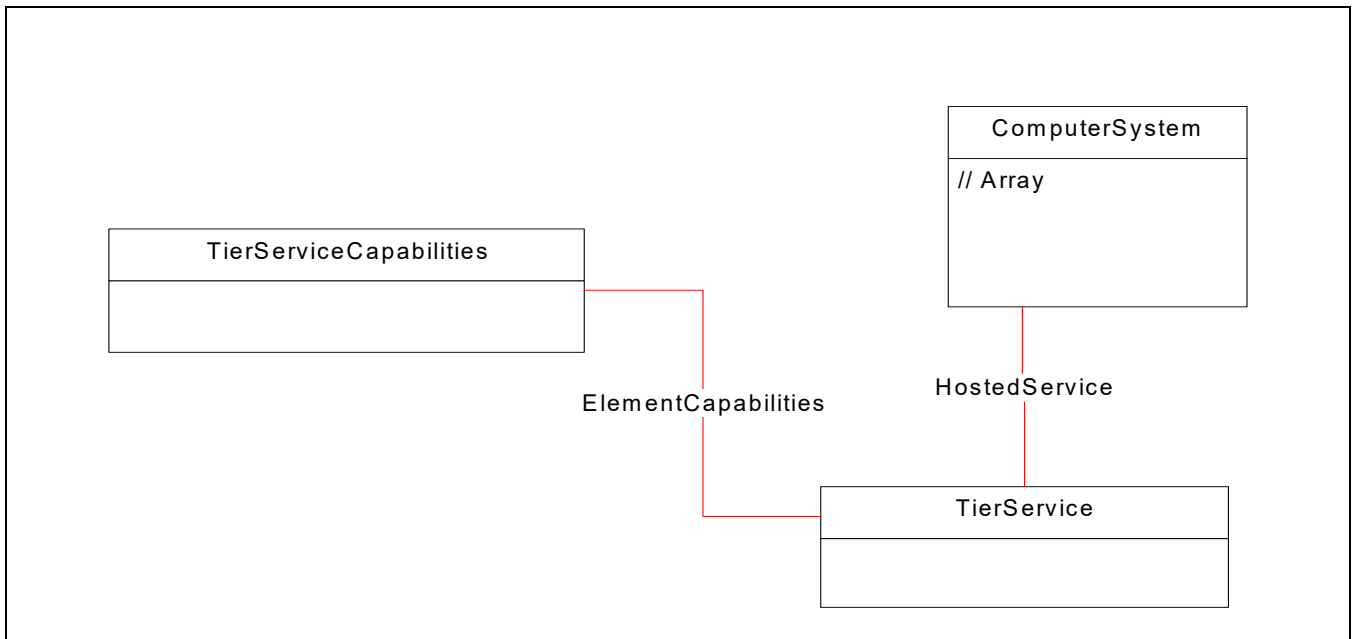 ComputerSystem
// Array
TierServiceCapabilities
HostedService
ElementCapabilities
TierService